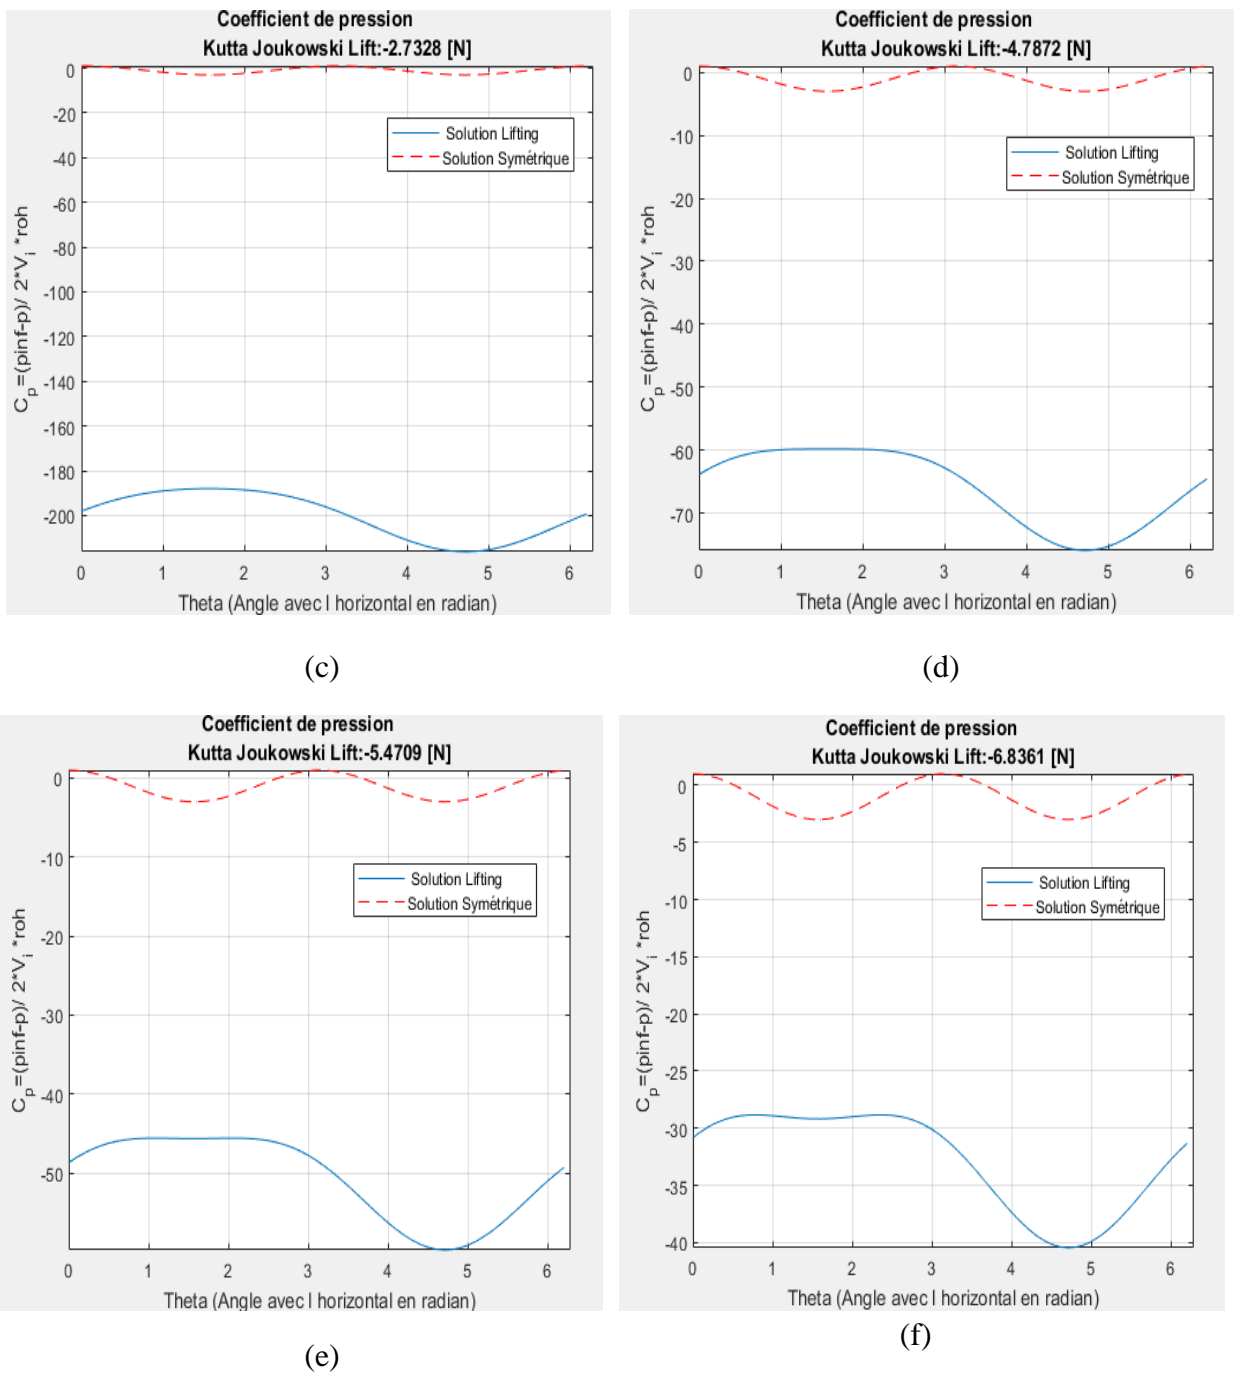 Coefficient de pression
Kutta Joukowski Lift:-2.7328 [N]
0
-20
-40
-60
-80
-100
-120
-140
-160
-180
-200
C_p=(pinf-p)/ 2*V_i *roh
Solution Lifting
Solution Symétrique
0 1 2 3 4 5 6
Theta (Angle avec l horizontal en radian)
(c)
Coefficient de pression
Kutta Joukowski Lift:-4.7872 [N]
0
-10
-20
-30
-40
-50
-60
-70
C_p=(pinf-p)/ 2*V_i *roh
Solution Lifting
Solution Symétrique
0 1 2 3 4 5 6
Theta (Angle avec l horizontal en radian)
(d)
Coefficient de pression
Kutta Joukowski Lift:-5.4709 [N]
0
-10
-20
-30
-40
-50
C_p=(pinf-p)/ 2*V_i *roh
Solution Lifting
Solution Symétrique
0 1 2 3 4 5 6
Theta (Angle avec l horizontal en radian)
(e)
Coefficient de pression
Kutta Joukowski Lift:-6.8361 [N]
0
-5
-10
-15
-20
-25
-30
-35
-40
C_p=(pinf-p)/ 2*V_i *roh
Solution Lifting
Solution Symétrique
0 1 2 3 4 5 6
Theta (Angle avec l horizontal en radian)
(f)